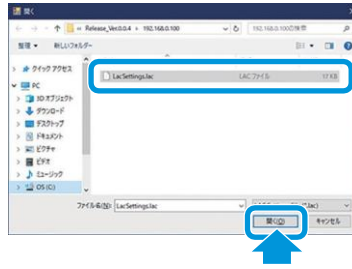 開く
Release_Ver.0.0.4 › 192.168.0.100
192.168.0.100の検索
整理 ▾ 新しいフォルダー
クイック アクセス
LacSettings.lac LAC ファイル 17 KB
PC
3D オブジェクト
ダウンロード
デスクトップ
ドキュメント
ピクチャ
ビデオ
ミュージック
OS (C:)
ファイル名(N): LacSettings.lac
開く(O) キャンセル